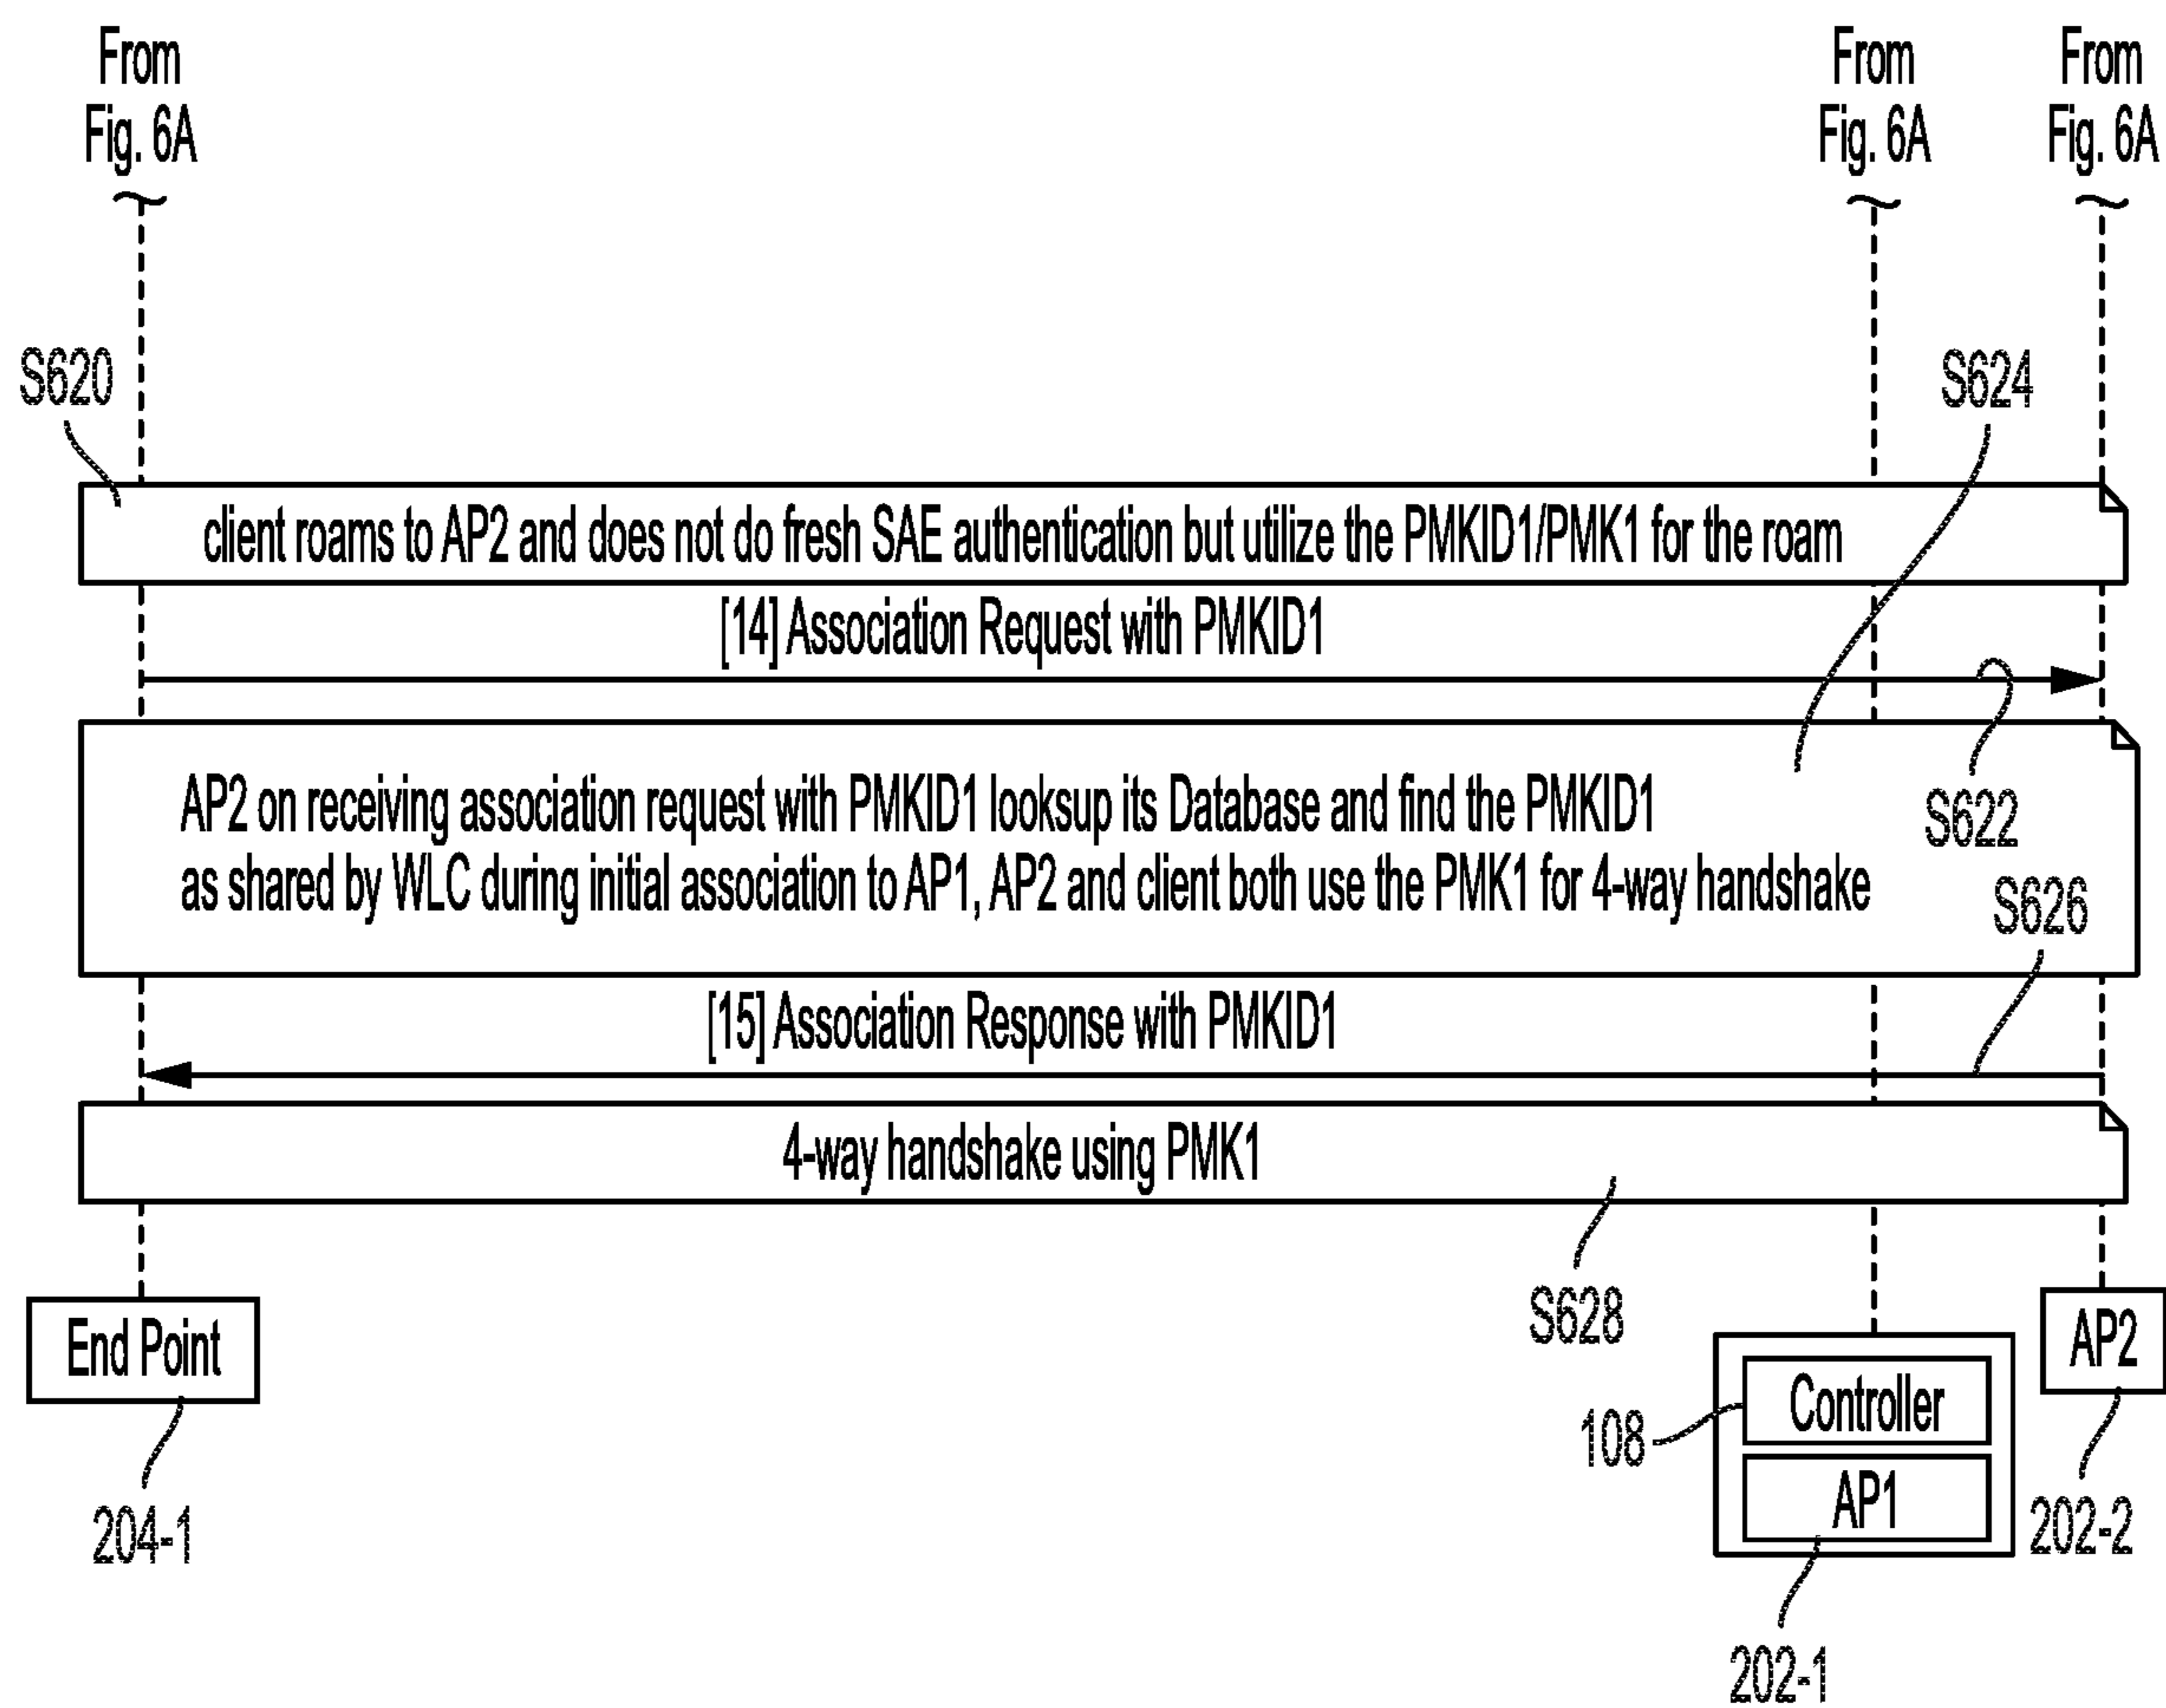 From
Fig. 6A
From
Fig. 6A
From
Fig. 6A
S620
S624
client roams to AP2 and does not do fresh SAE authentication but utilize the PMKID1/PMK1 for the roam
[14] Association Request with PMKID1
AP2 on receiving association request with PMKID1 looksup its Database and find the PMKID1
as shared by WLC during initial association to AP1, AP2 and client both use the PMK1 for 4-way handshake
S622
S626
[15] Association Response with PMKID1
4-way handshake using PMK1
S628
End Point
AP2
Controller
108
AP1
204-1
202-2
202-1